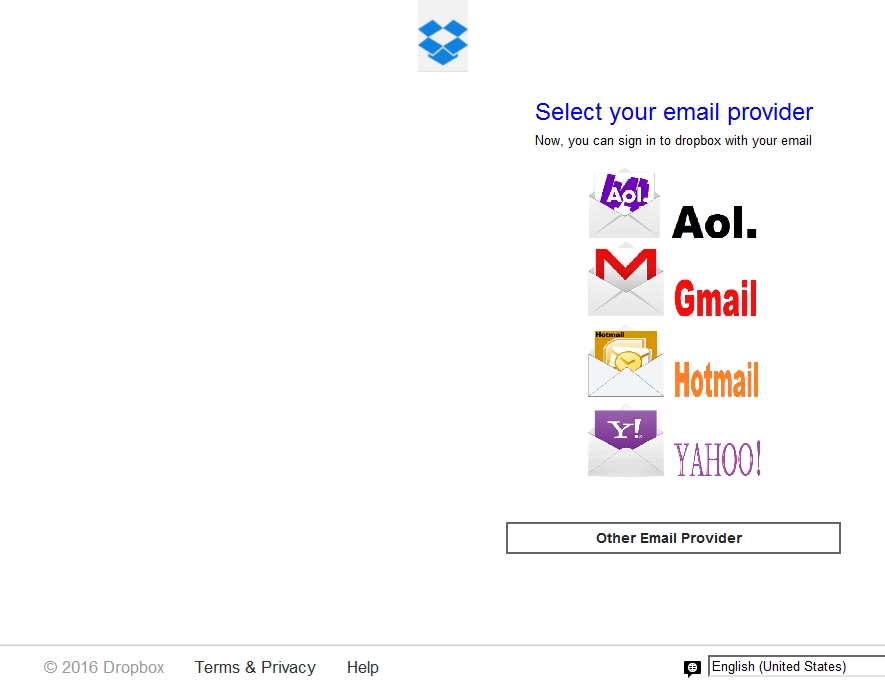 Select your email provider
Now, you can sign in to dropbox with your email
Aol.
Aol.
Gmail
Hotmail
Hotmail
Y!
YAHOO!
Other Email Provider
© 2016 Dropbox Terms & Privacy Help English (United States)